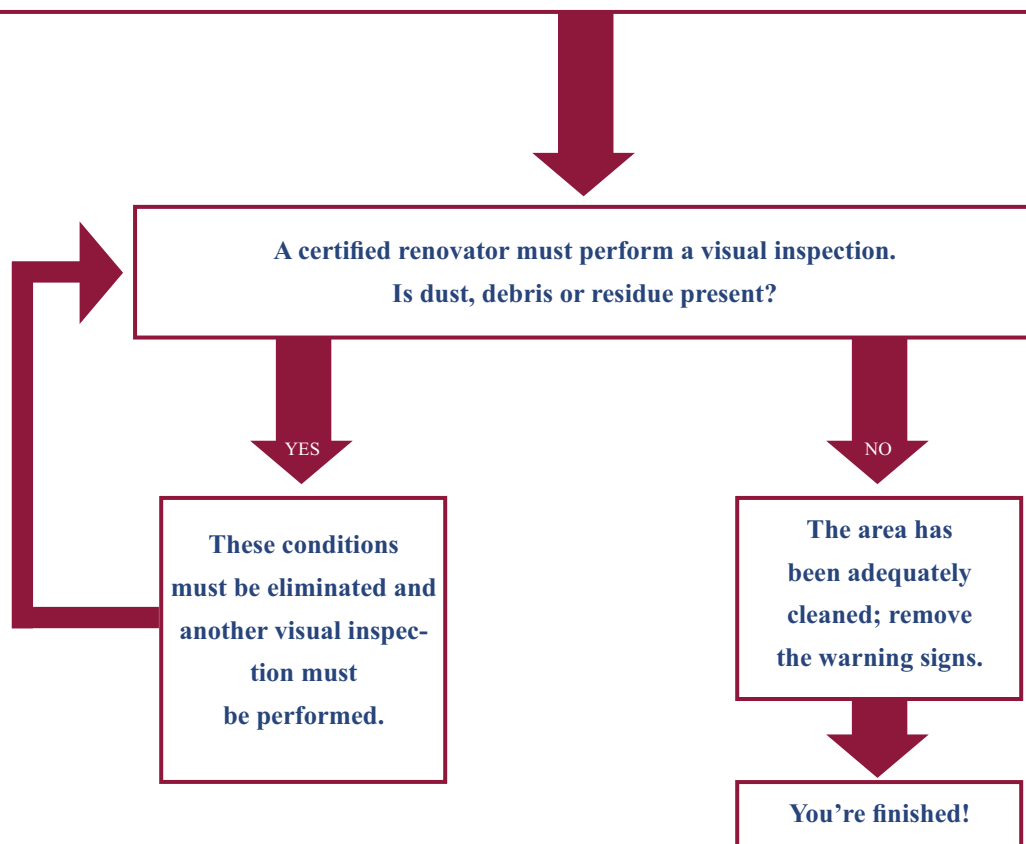 A certified renovator must perform a visual inspection.
Is dust, debris or residue present?
YES
NO
These conditions
must be eliminated and
another visual inspec-
tion must
be performed.
The area has
been adequately
cleaned; remove
the warning signs.
You’re finished!